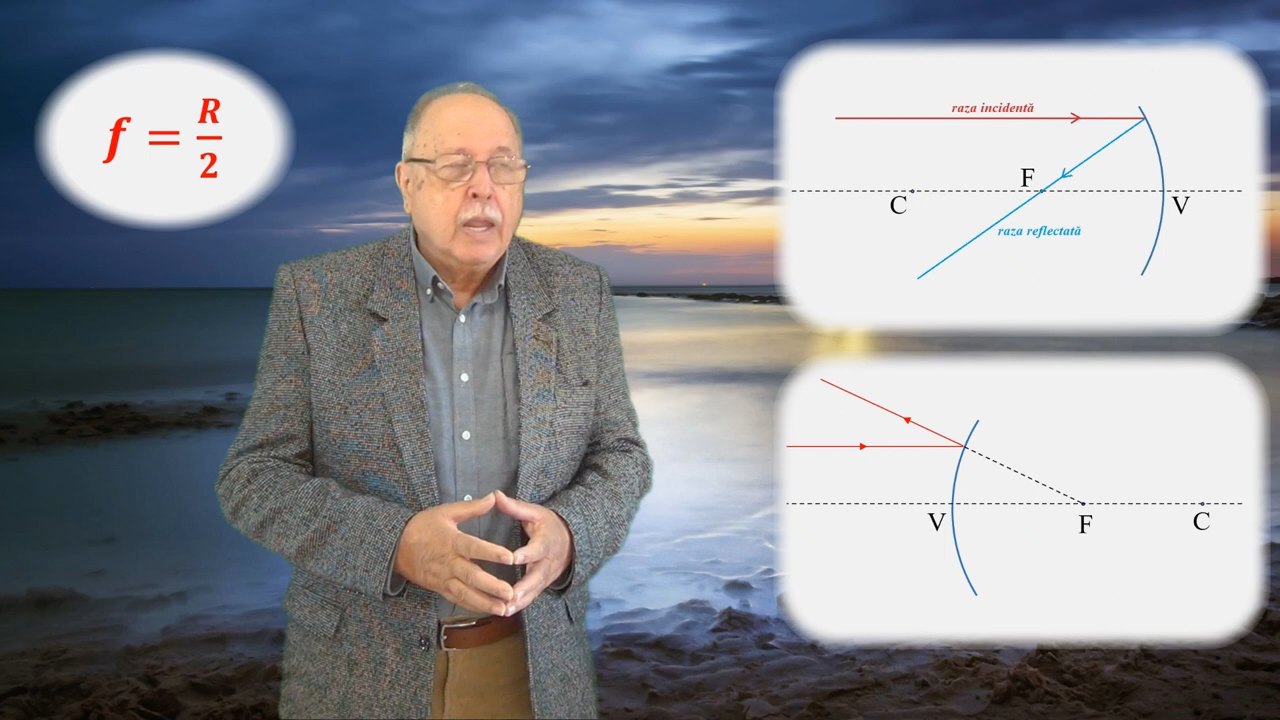 f = R/2
raza incidentă
F
C
V
raza reflectată
V
F
C